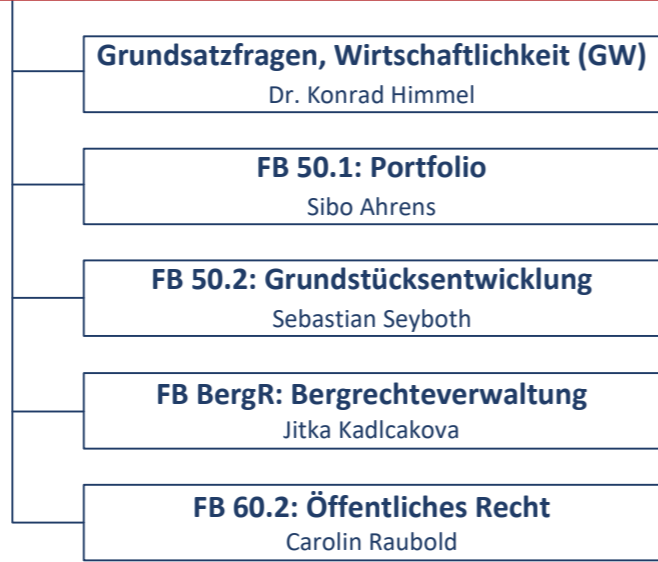 Grundsatzfragen, Wirtschaftlichkeit (GW)
Dr. Konrad Himmel
FB 50.1: Portfolio
Sibo Ahrens
FB 50.2: Grundstücksentwicklung
Sebastian Seyboth
FB BergR: Bergrechteverwaltung
Jitka Kadlcakova
FB 60.2: Öffentliches Recht
Carolin Raubold